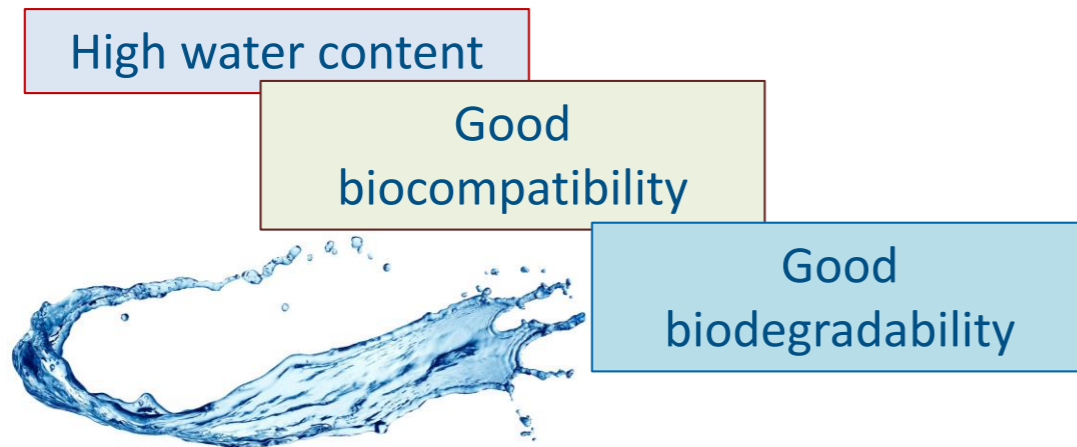 High water content
Good
biocompatibility
Good
biodegradability